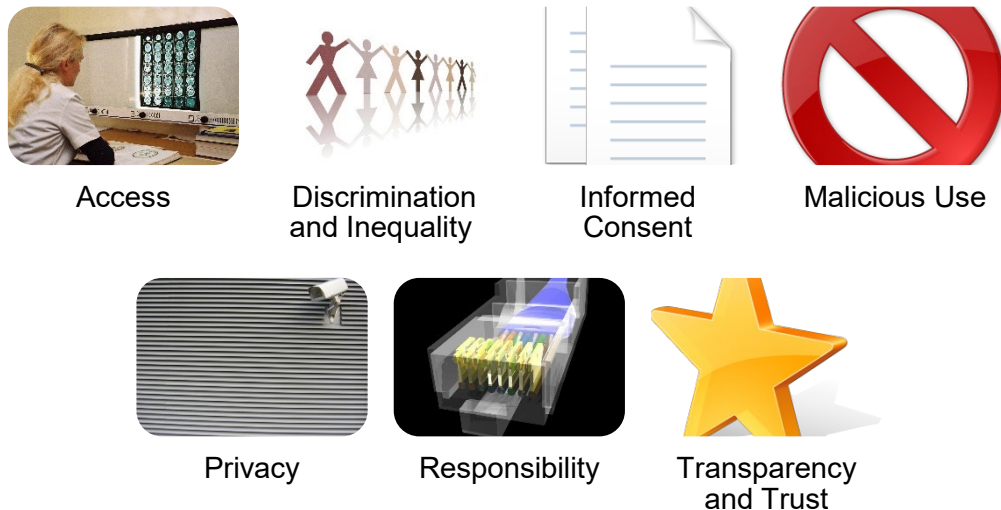 Access
Discrimination
and Inequality
Informed
Consent
Malicious Use
Privacy
Responsibility
Transparency
and Trust